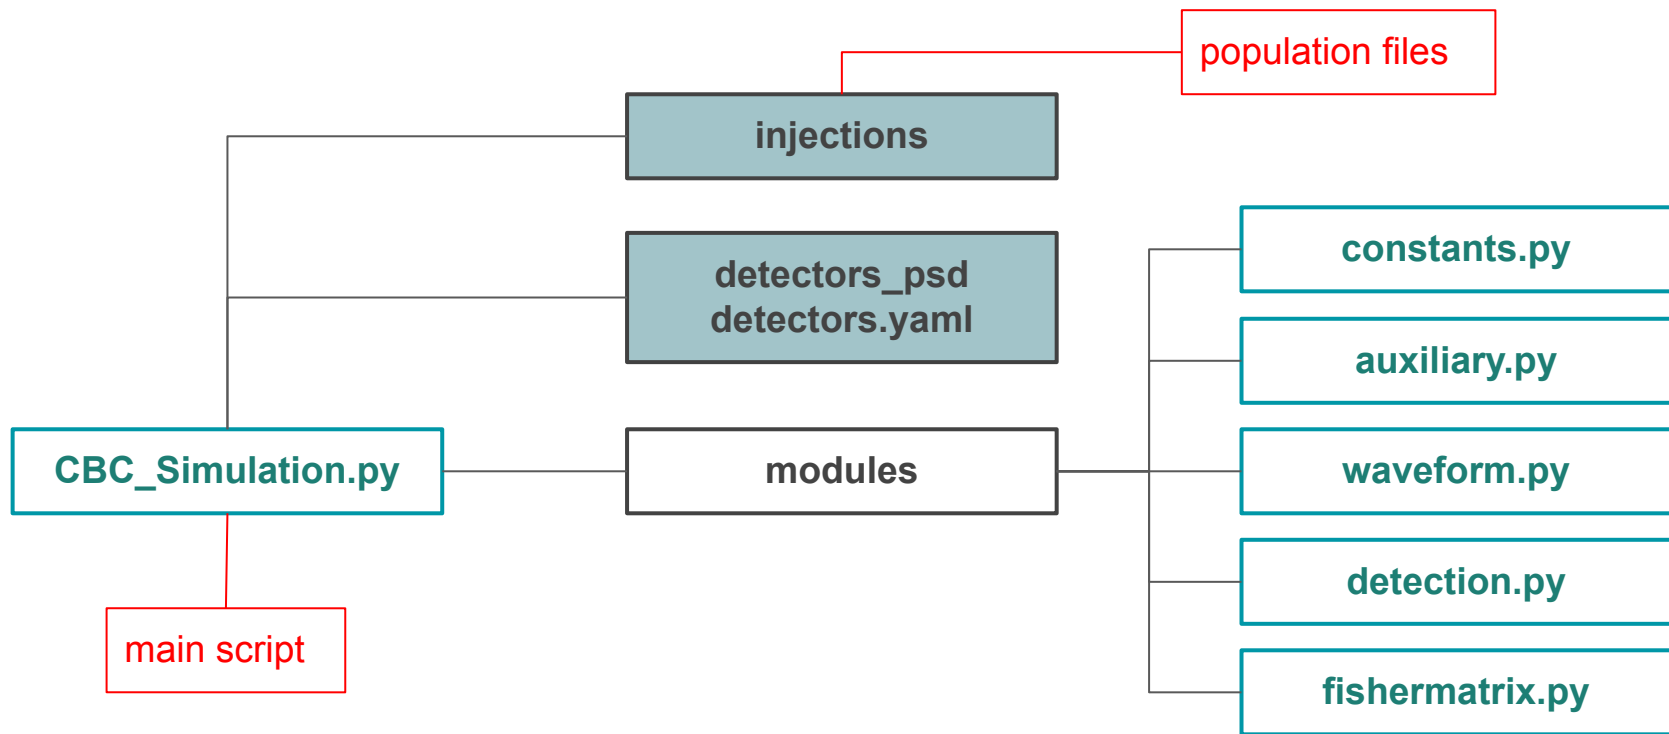 population files
injections
detectors_psd
detectors.yaml
CBC_Simulation.py
modules
main script
constants.py
auxiliary.py
waveform.py
detection.py
fishermatrix.py